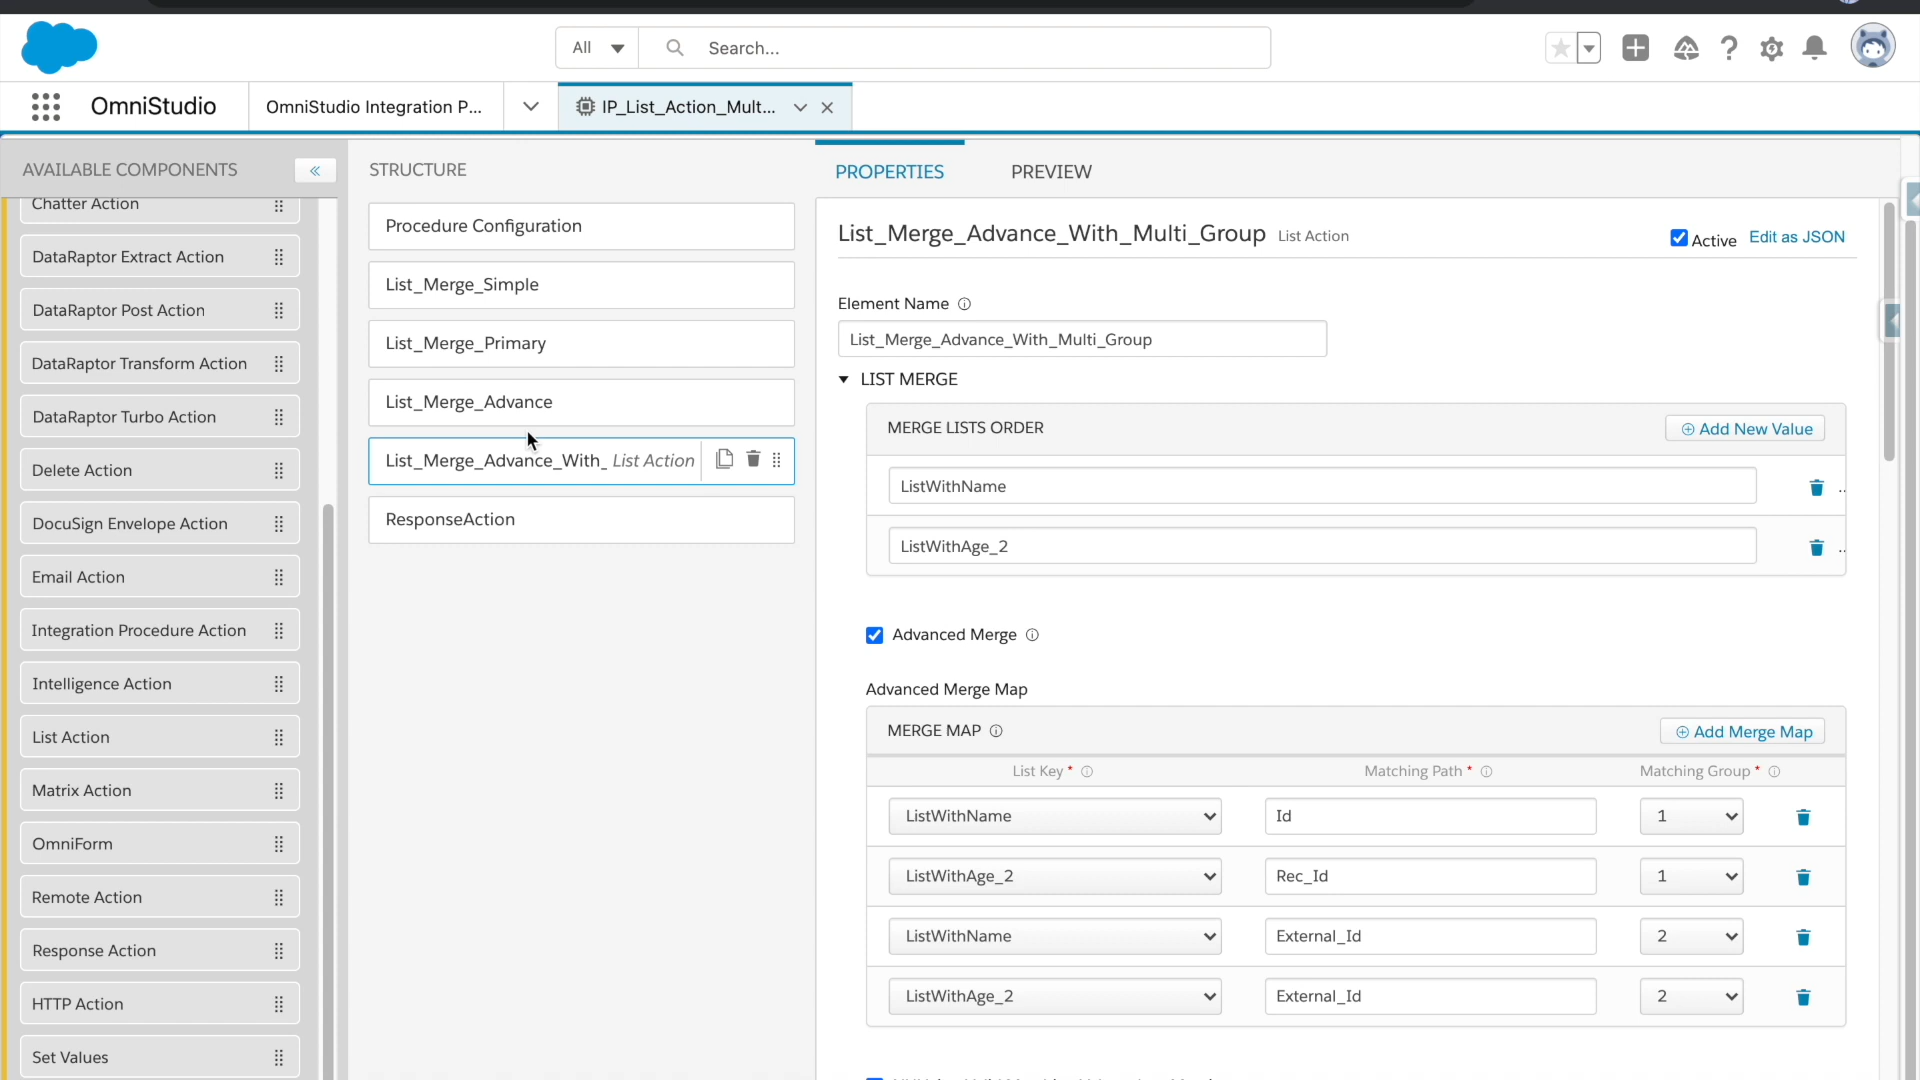 All
Search...
OmniStudio
OmniStudio Integration P...
IP_List_Action_Mult...
AVAILABLE COMPONENTS
Chatter Action
DataRaptor Extract Action
DataRaptor Post Action
DataRaptor Transform Action
DataRaptor Turbo Action
Delete Action
DocuSign Envelope Action
Email Action
Integration Procedure Action
Intelligence Action
List Action
Matrix Action
OmniForm
Remote Action
Response Action
HTTP Action
Set Values
STRUCTURE
Procedure Configuration
List_Merge_Simple
List_Merge_Primary
List_Merge_Advance
List_Merge_Advance_With_ List Action
ResponseAction
PROPERTIES
PREVIEW
List_Merge_Advance_With_Multi_Group List Action
Active Edit as JSON
Element Name
List_Merge_Advance_With_Multi_Group
LIST MERGE
MERGE LISTS ORDER
Add New Value
ListWithName
ListWithAge_2
Advanced Merge
Advanced Merge Map
MERGE MAP
Add Merge Map
List Key * Matching Path * Matching Group *
ListWithName Id 1
ListWithAge_2 Rec_Id 1
ListWithName External_Id 2
ListWithAge_2 External_Id 2